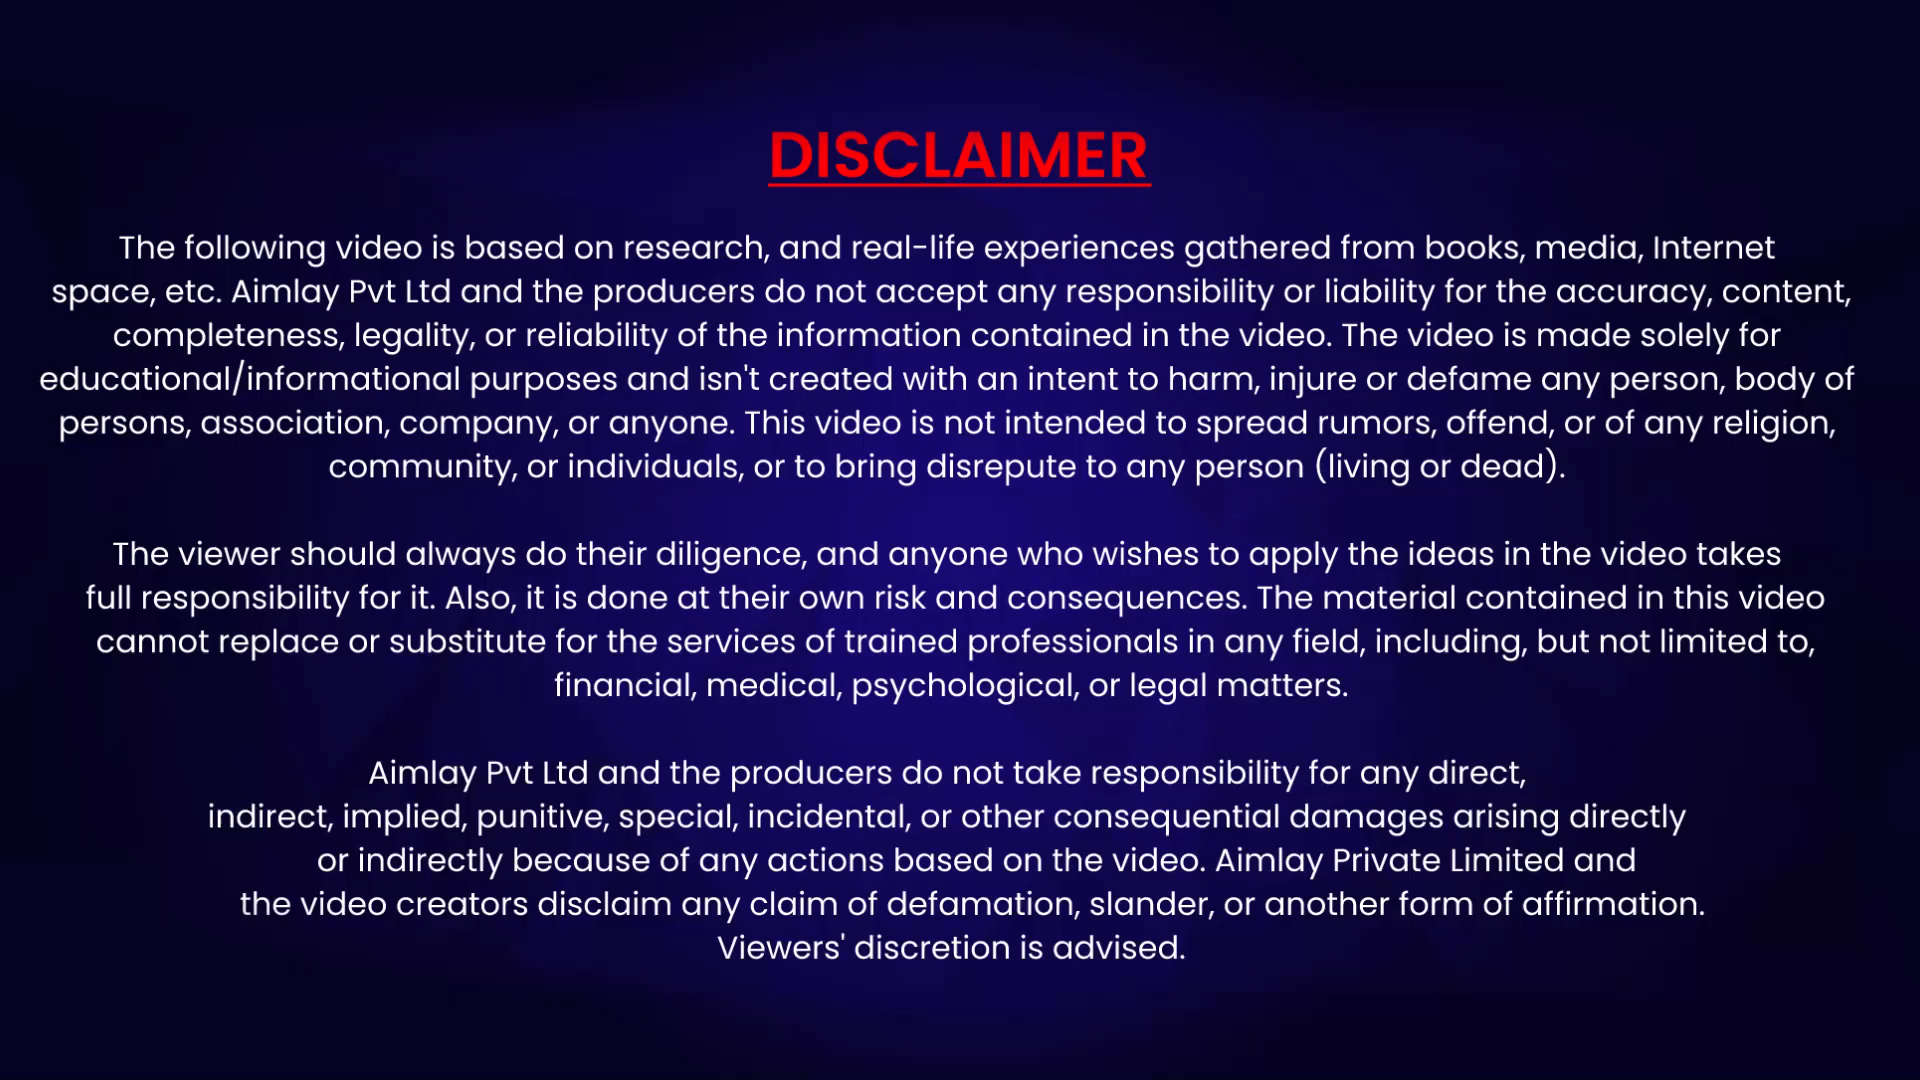 DISCLAIMER
The following video is based on research, and real-life experiences gathered from books, media, Internet
space, etc. Aimlay Pvt Ltd and the producers do not accept any responsibility or liability for the accuracy, content,
completeness, legality, or reliability of the information contained in the video. The video is made solely for
educational/informational purposes and isn't created with an intent to harm, injure or defame any person, body of
persons, association, company, or anyone. This video is not intended to spread rumors, offend, or of any religion,
community, or individuals, or to bring disrepute to any person (living or dead).
The viewer should always do their diligence, and anyone who wishes to apply the ideas in the video takes
full responsibility for it. Also, it is done at their own risk and consequences. The material contained in this video
cannot replace or substitute for the services of trained professionals in any field, including, but not limited to,
financial, medical, psychological, or legal matters.
Aimlay Pvt Ltd and the producers do not take responsibility for any direct,
indirect, implied, punitive, special, incidental, or other consequential damages arising directly
or indirectly because of any actions based on the video. Aimlay Private Limited and
the video creators disclaim any claim of defamation, slander, or another form of affirmation.
Viewers' discretion is advised.